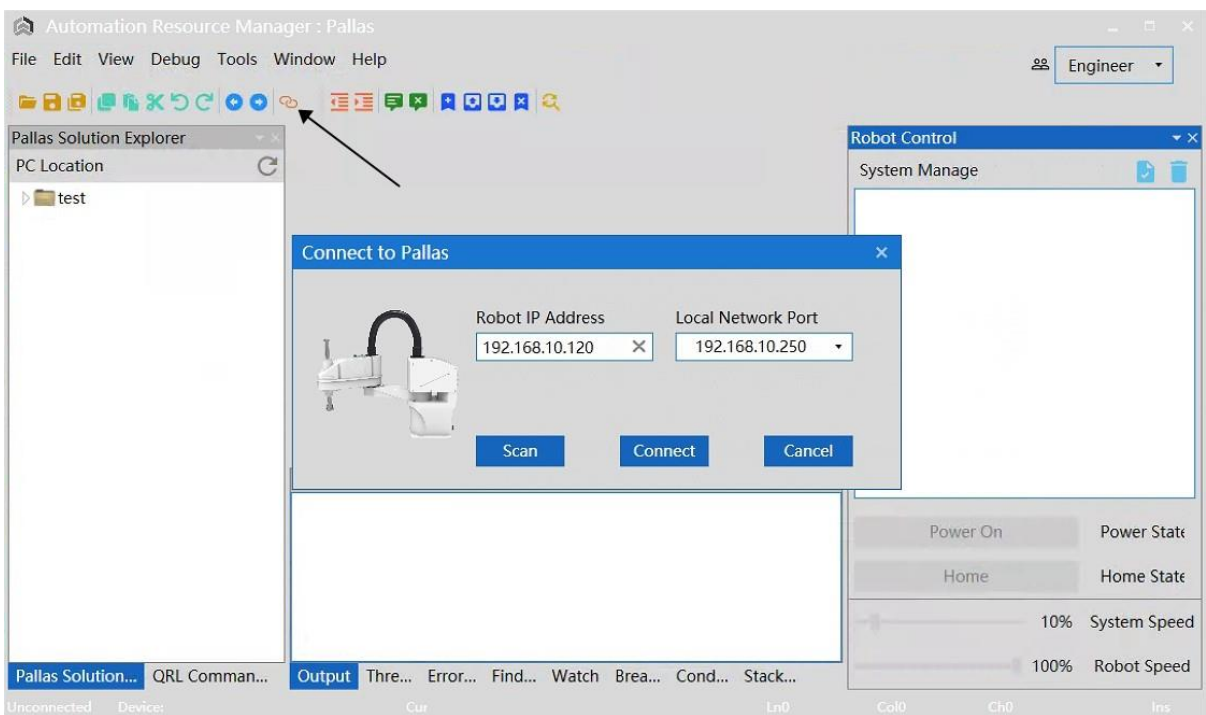 Automation Resource Manager : Pallas
File Edit View Debug Tools Window Help
Engineer
Pallas Solution Explorer
PC Location
test
Robot Control
System Manage
Connect to Pallas
Robot IP Address
Local Network Port
192.168.10.120
192.168.10.250
Scan Connect Cancel
Power On Power State
Home Home State
10% System Speed
100% Robot Speed
Pallas Solution... QRL Comman...
Output Thre... Error... Find... Watch Brea... Cond... Stack...
Unconnected Device: Cur Ln0 Col0 Ch0 Ins